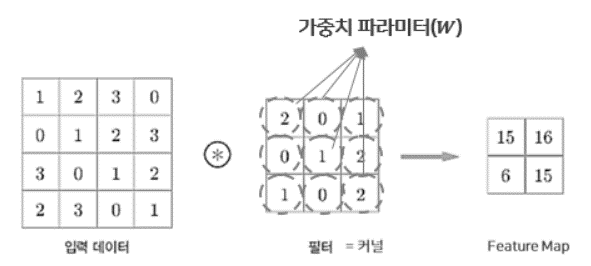 가중치 파라미터(W)
1 2 3 0
0 1 2 3
3 0 1 2
2 3 0 1
*
2 0 1
0 1 2
1 0 2
15 16
6 15
입력 데이터
필터 = 커널
Feature Map